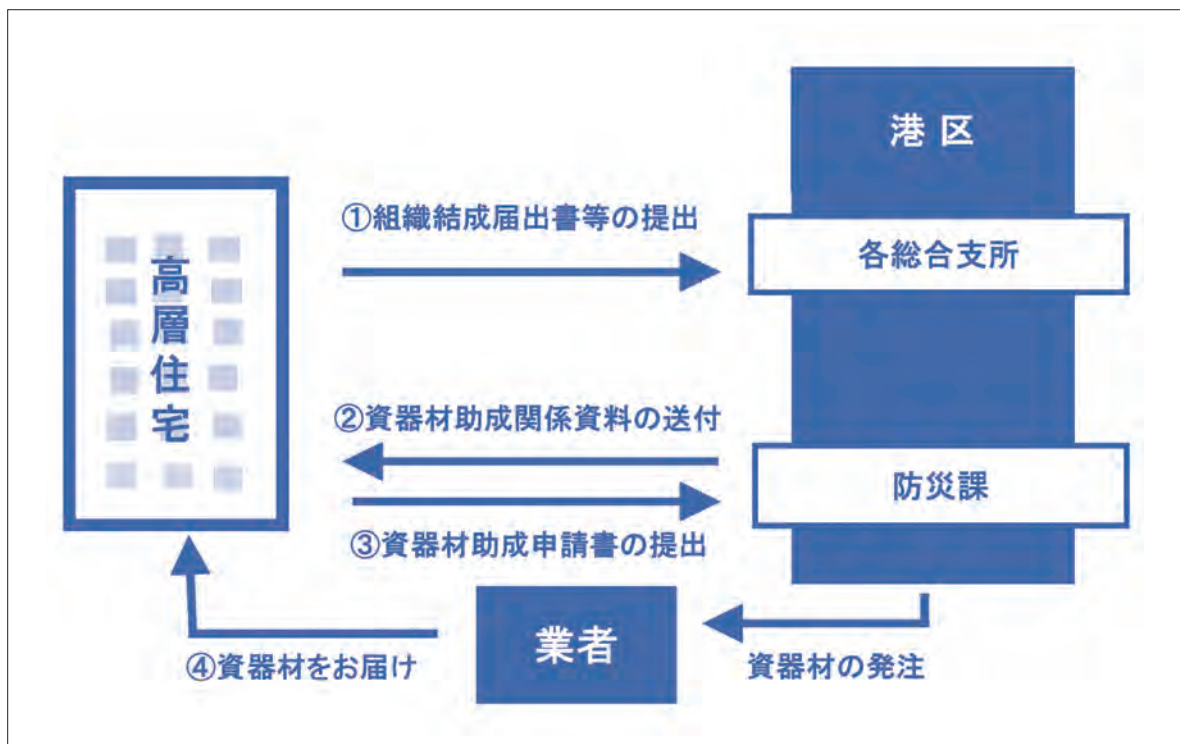 港区
①組織結成届出書等の提出
各総合支所
高層住宅
②資器材助成関係資料の送付
防災課
③資器材助成申請書の提出
業者
④資器材をお届け
資器材の発注